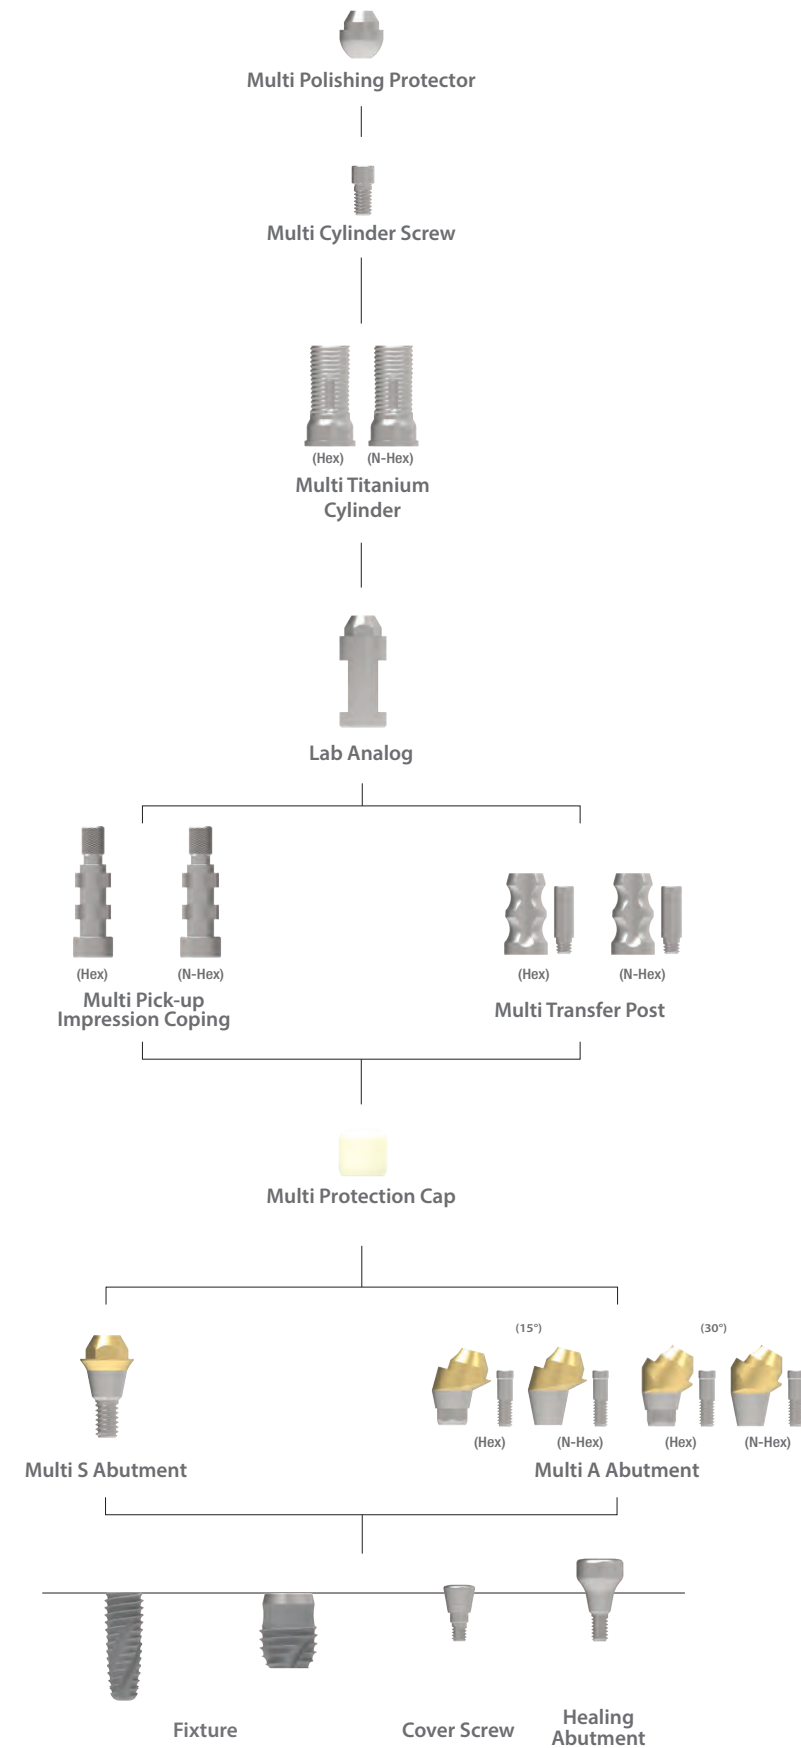 Multi Polishing Protector
Multi Cylinder Screw
(Hex) (N-Hex)
Multi Titanium
Cylinder
Lab Analog
(Hex) (N-Hex)
Multi Pick-up
Impression Coping
(Hex) (N-Hex)
Multi Transfer Post
Multi Protection Cap
Multi S Abutment
(15°) (30°)
(Hex) (N-Hex) (Hex) (N-Hex)
Multi A Abutment
Fixture
Cover Screw
Healing
Abutment